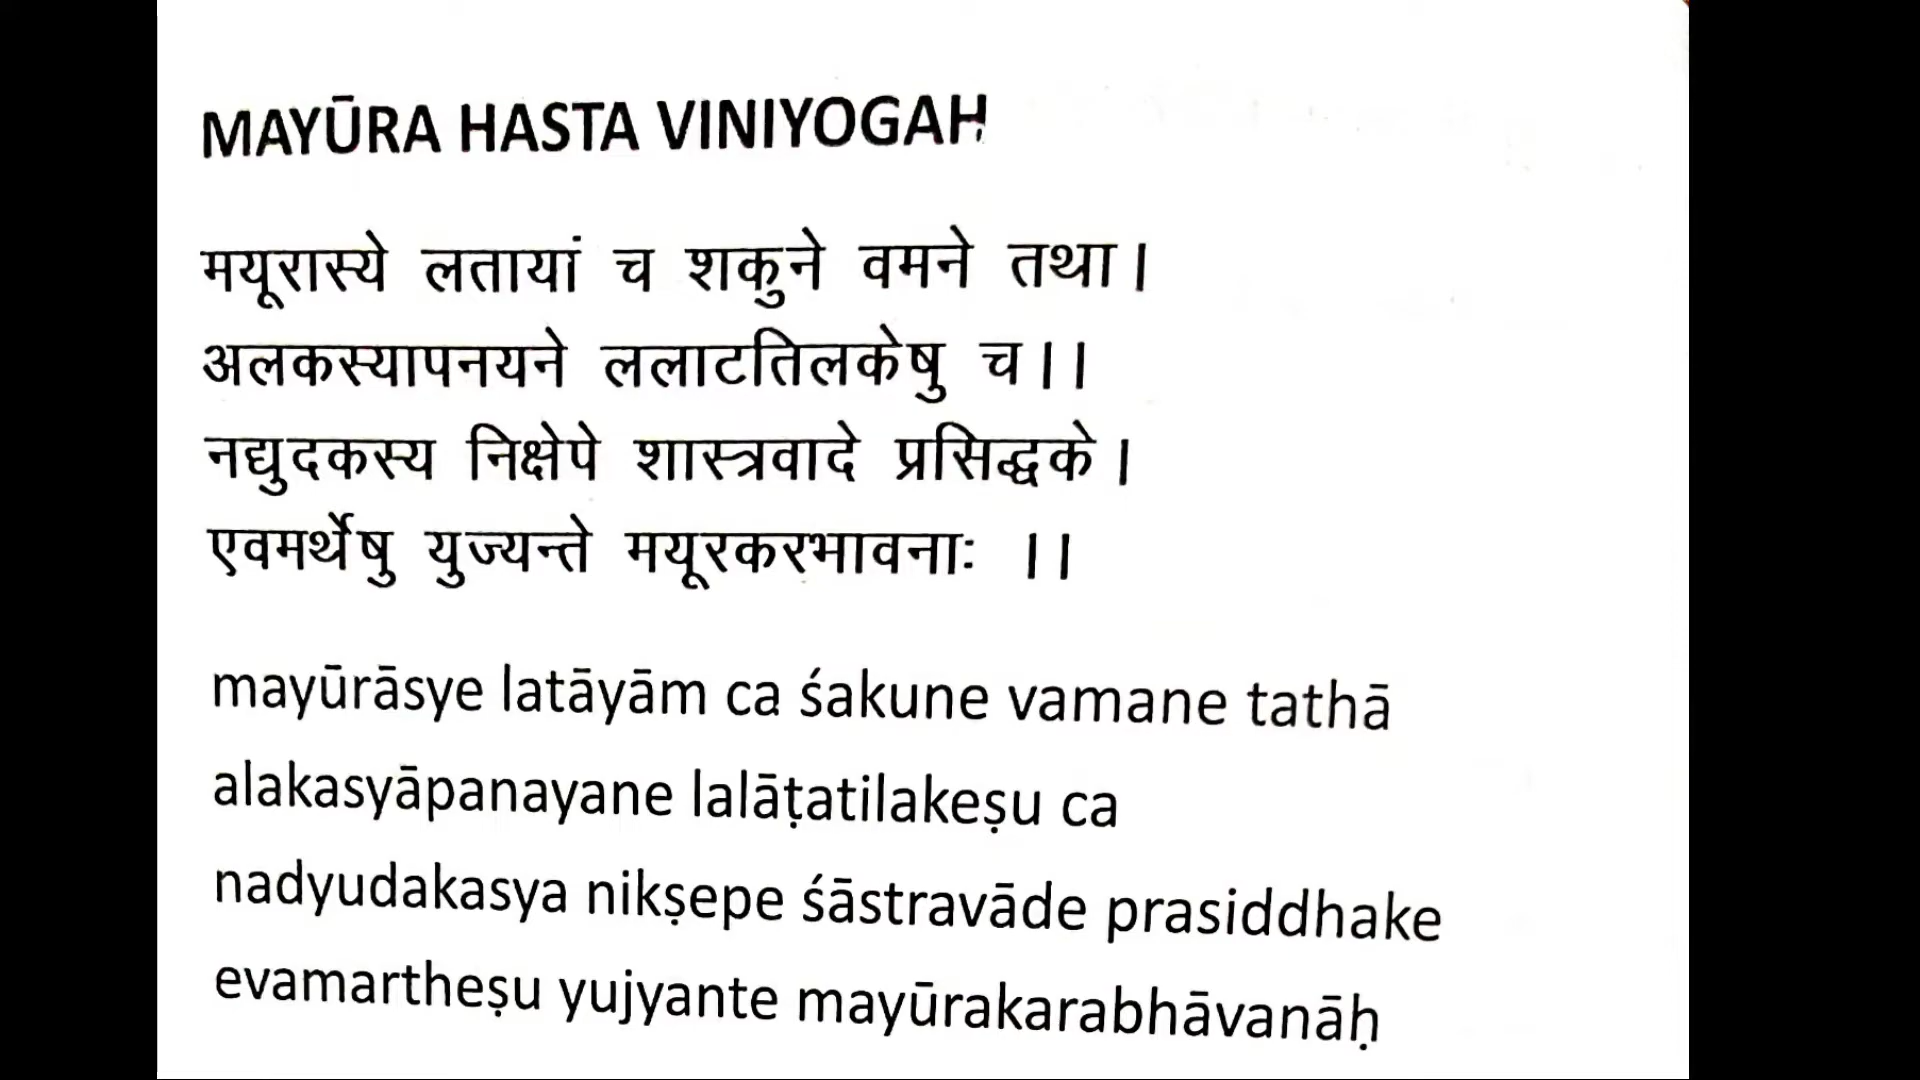 MAYŪRA HASTA VINIYOGAḤ
मयूरास्ये लतायां च शकुने वमने तथा।
अलकस्यापनयने ललाटतिलकेषु च।।
नद्युदकस्य निक्षेपे शास्त्रवादे प्रसिद्धके।
एवमर्थेषु युज्यन्ते मयूरकरभावनाः ।।
mayūrāsye latāyām ca śakune vamane tathā
alakasyāpanayane lalāṭatilakeṣu ca
nadyudakasya nikṣepe śāstravāde prasiddhake
evamartheṣu yujyante mayūrakarabhāvanāḥ